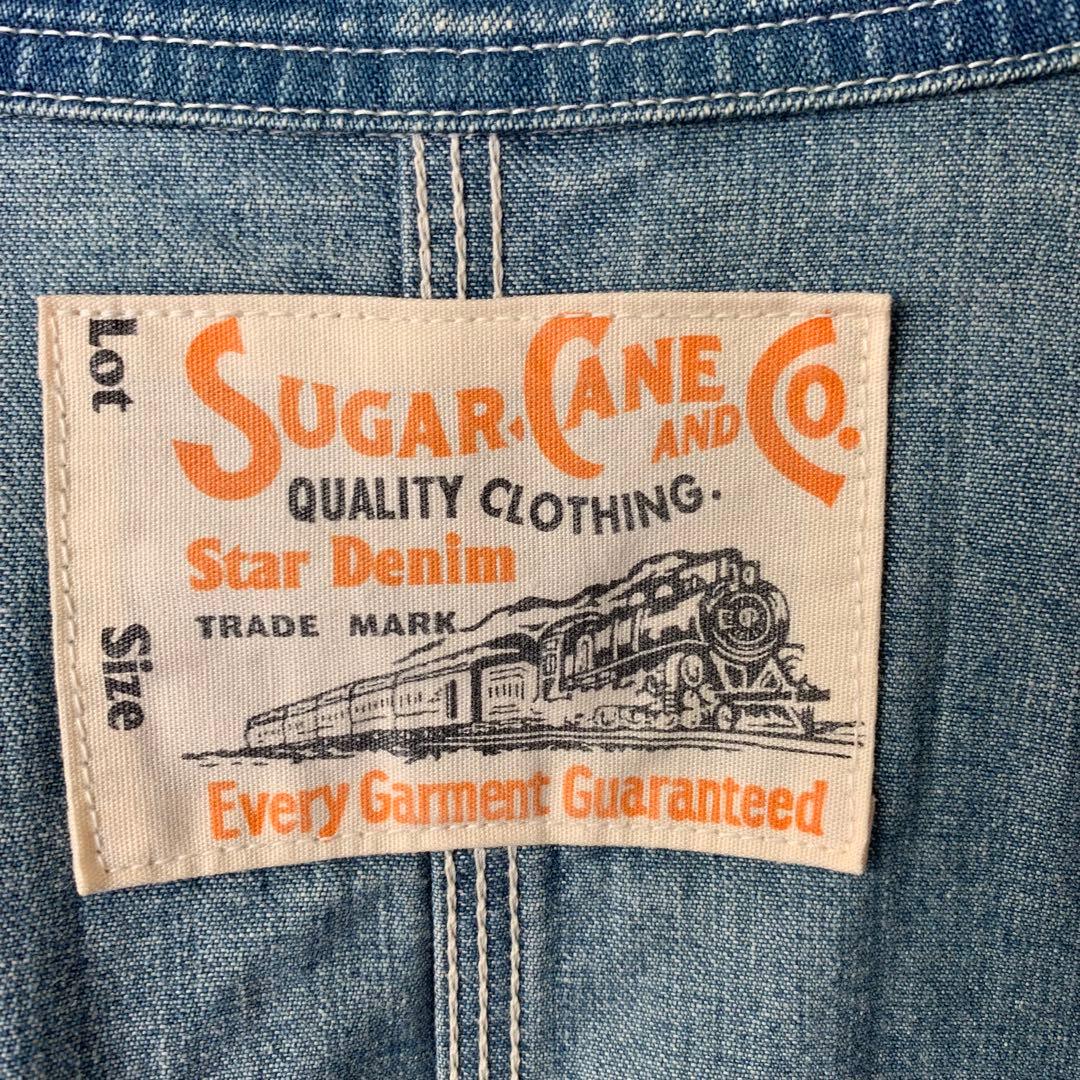 Lot
Size
SUGAR CANE AND CO.
QUALITY CLOTHING.
Star Denim
TRADE MARK
Every Garment Guaranteed